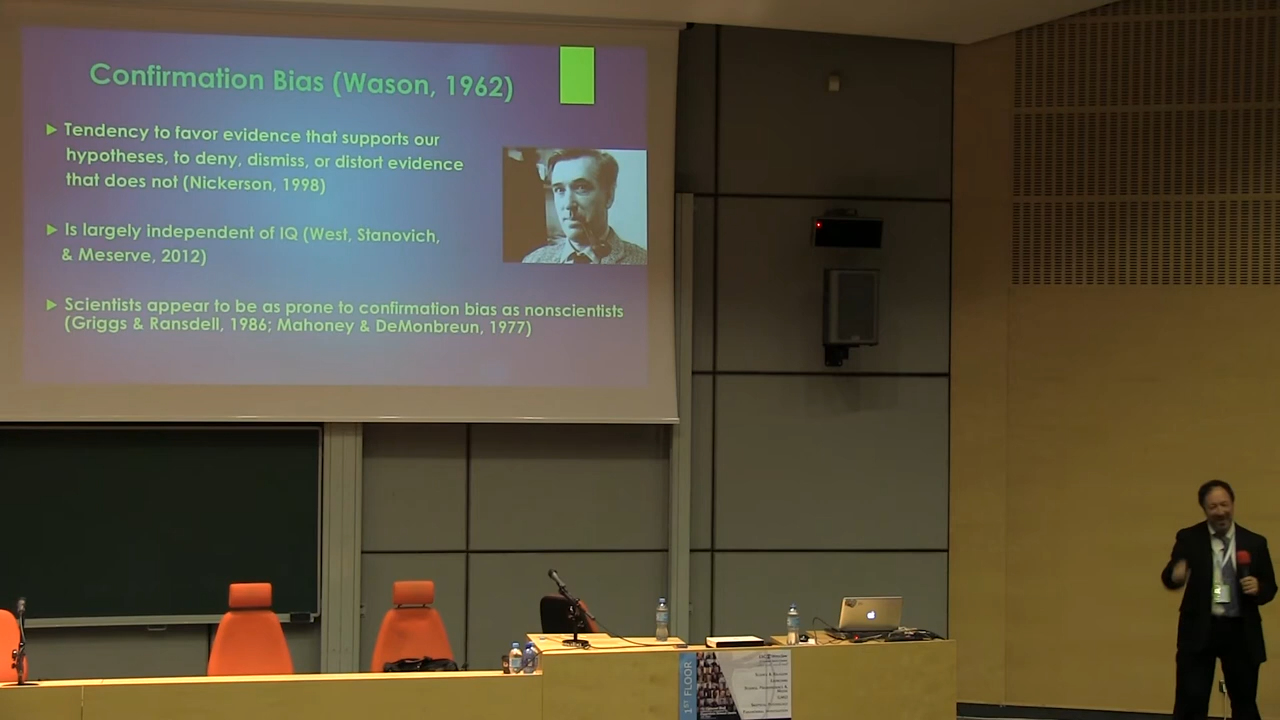 Confirmation Bias (Wason, 1962)
Tendency to favor evidence that supports our
hypotheses, to deny, dismiss, or distort evidence
that does not (Nickerson, 1998)
Is largely independent of IQ (West, Stanovich,
& Meserve, 2012)
Scientists appear to be as prone to confirmation bias as nonscientists
(Griggs & Ransdell, 1986; Mahoney & DeMonbreun, 1977)
1ST FLOOR